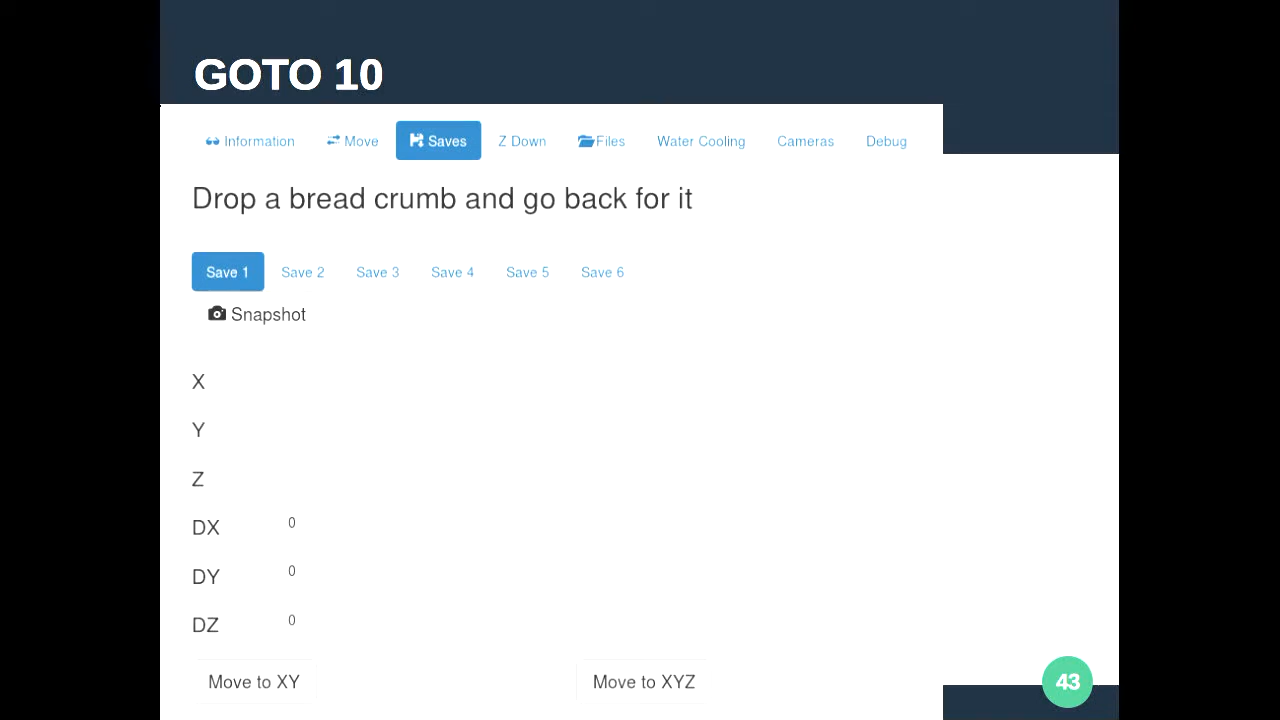 GOTO 10
Information Move Saves Z Down Files Water Cooling Cameras Debug
Drop a bread crumb and go back for it
Save 1 Save 2 Save 3 Save 4 Save 5 Save 6
Snapshot
X
Y
Z
DX 0
DY 0
DZ 0
Move to XY Move to XYZ
43